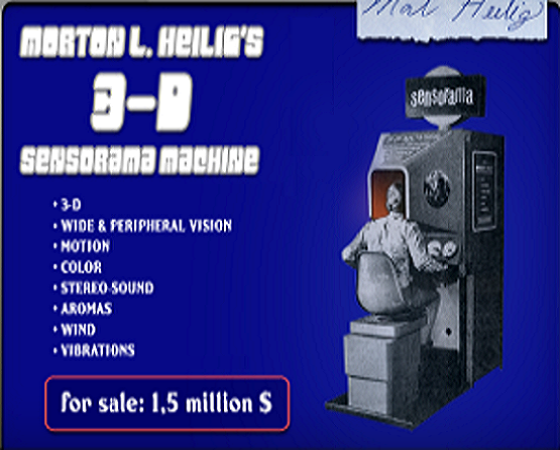 Mort Heilig
MORTON L. HEILIG'S
3-D
SENSORAMA MACHINE
sensorama
• 3-D
• WIDE & PERIPHERAL VISION
• MOTION
• COLOR
• STEREO-SOUND
• AROMAS
• WIND
• VIBRATIONS
for sale: 1,5 million $